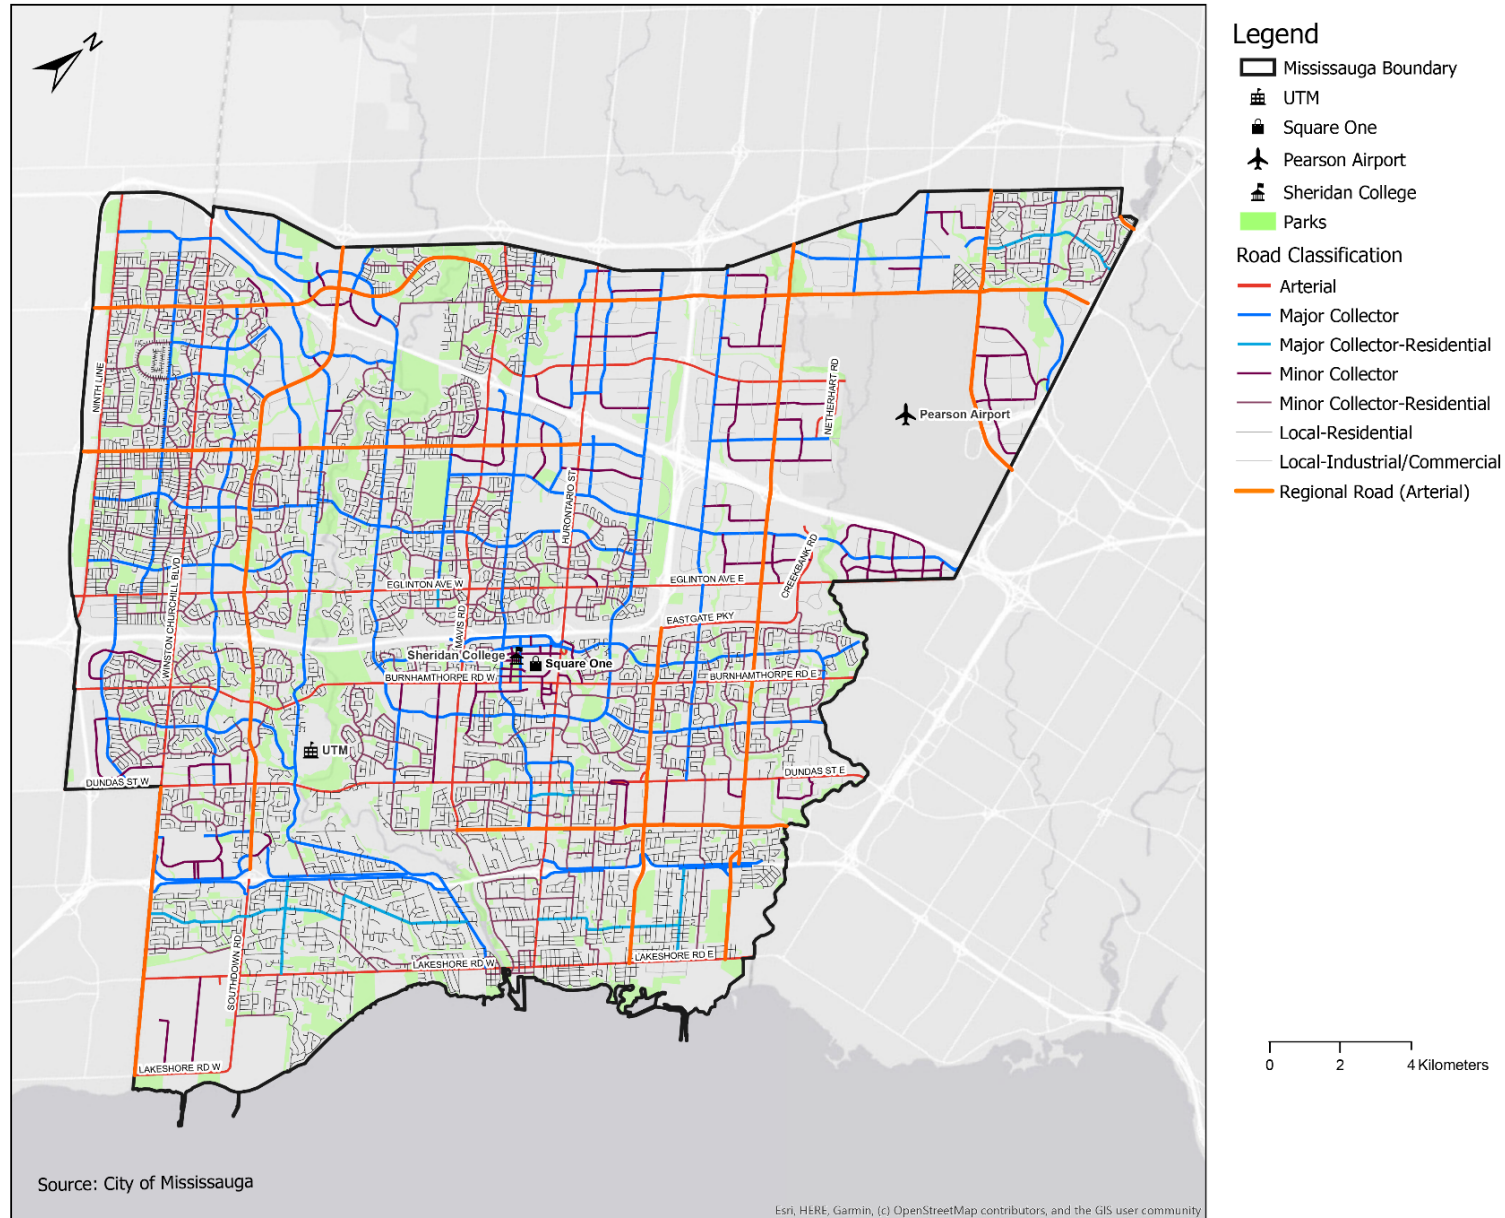 N
NINTH LINE
NETHERHART RD
Pearson Airport
HURONTARIO ST
CREEKBANK RD
WINSTON CHURCHILL BLVD
EGLINTON AVE W
EGLINTON AVE E
MAVIS RD
EASTGATE PKY
Sheridan College
Square One
BURNHAMTHORPE RD W
BURNHAMTHORPE RD E
UTM
DUNDAS ST W
DUNDAS ST E
SOUTHDOWN RD
LAKESHORE RD W
LAKESHORE RD E
LAKESHORE RD W
Source: City of Mississauga
Esri, HERE, Garmin, (c) OpenStreetMap contributors, and the GIS user community
Legend
Mississauga Boundary
UTM
Square One
Pearson Airport
Sheridan College
Parks
Road Classification
Arterial
Major Collector
Major Collector-Residential
Minor Collector
Minor Collector-Residential
Local-Residential
Local-Industrial/Commercial
Regional Road (Arterial)
0 2 4 Kilometers